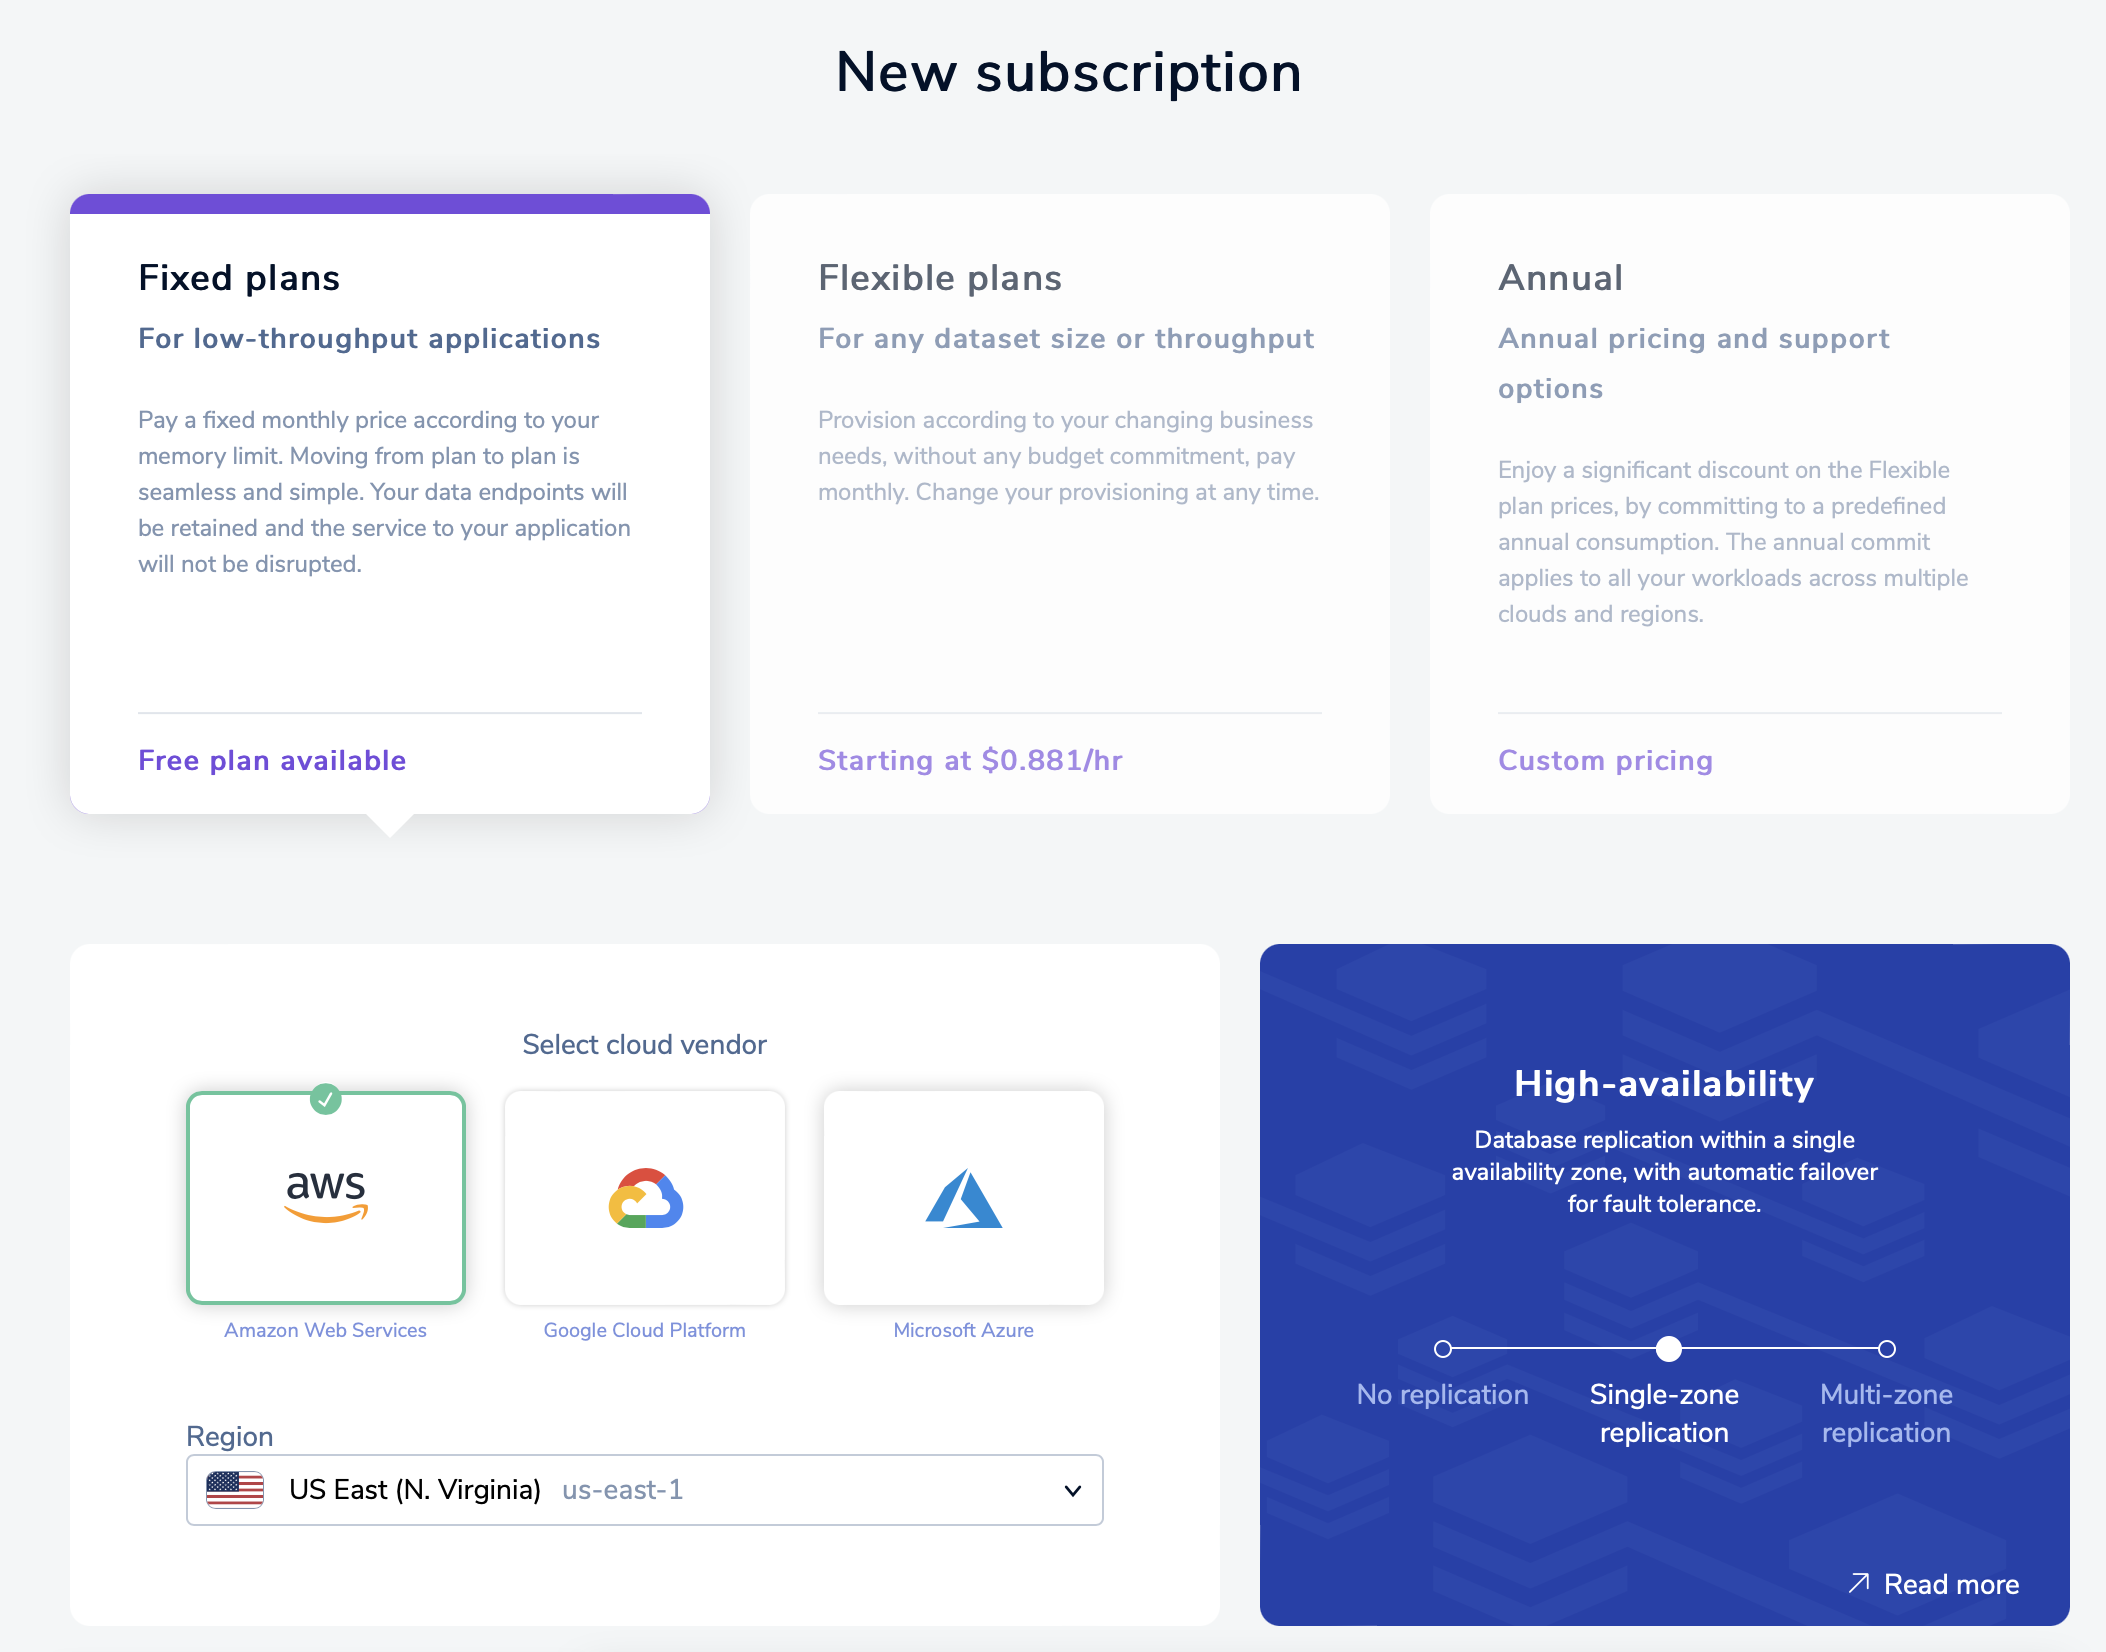 New subscription
Fixed plans
For low-throughput applications
Pay a fixed monthly price according to your
memory limit. Moving from plan to plan is
seamless and simple. Your data endpoints will
be retained and the service to your application
will not be disrupted.
Free plan available
Flexible plans
For any dataset size or throughput
Provision according to your changing business
needs, without any budget commitment, pay
monthly. Change your provisioning at any time.
Starting at $0.881/hr
Annual
Annual pricing and support
options
Enjoy a significant discount on the Flexible
plan prices, by committing to a predefined
annual consumption. The annual commit
applies to all your workloads across multiple
clouds and regions.
Custom pricing
Select cloud vendor
aws
Amazon Web Services
Google Cloud Platform
Microsoft Azure
Region
US East (N. Virginia) us-east-1
High-availability
Database replication within a single
availability zone, with automatic failover
for fault tolerance.
No replication
Single-zone
replication
Multi-zone
replication
Read more